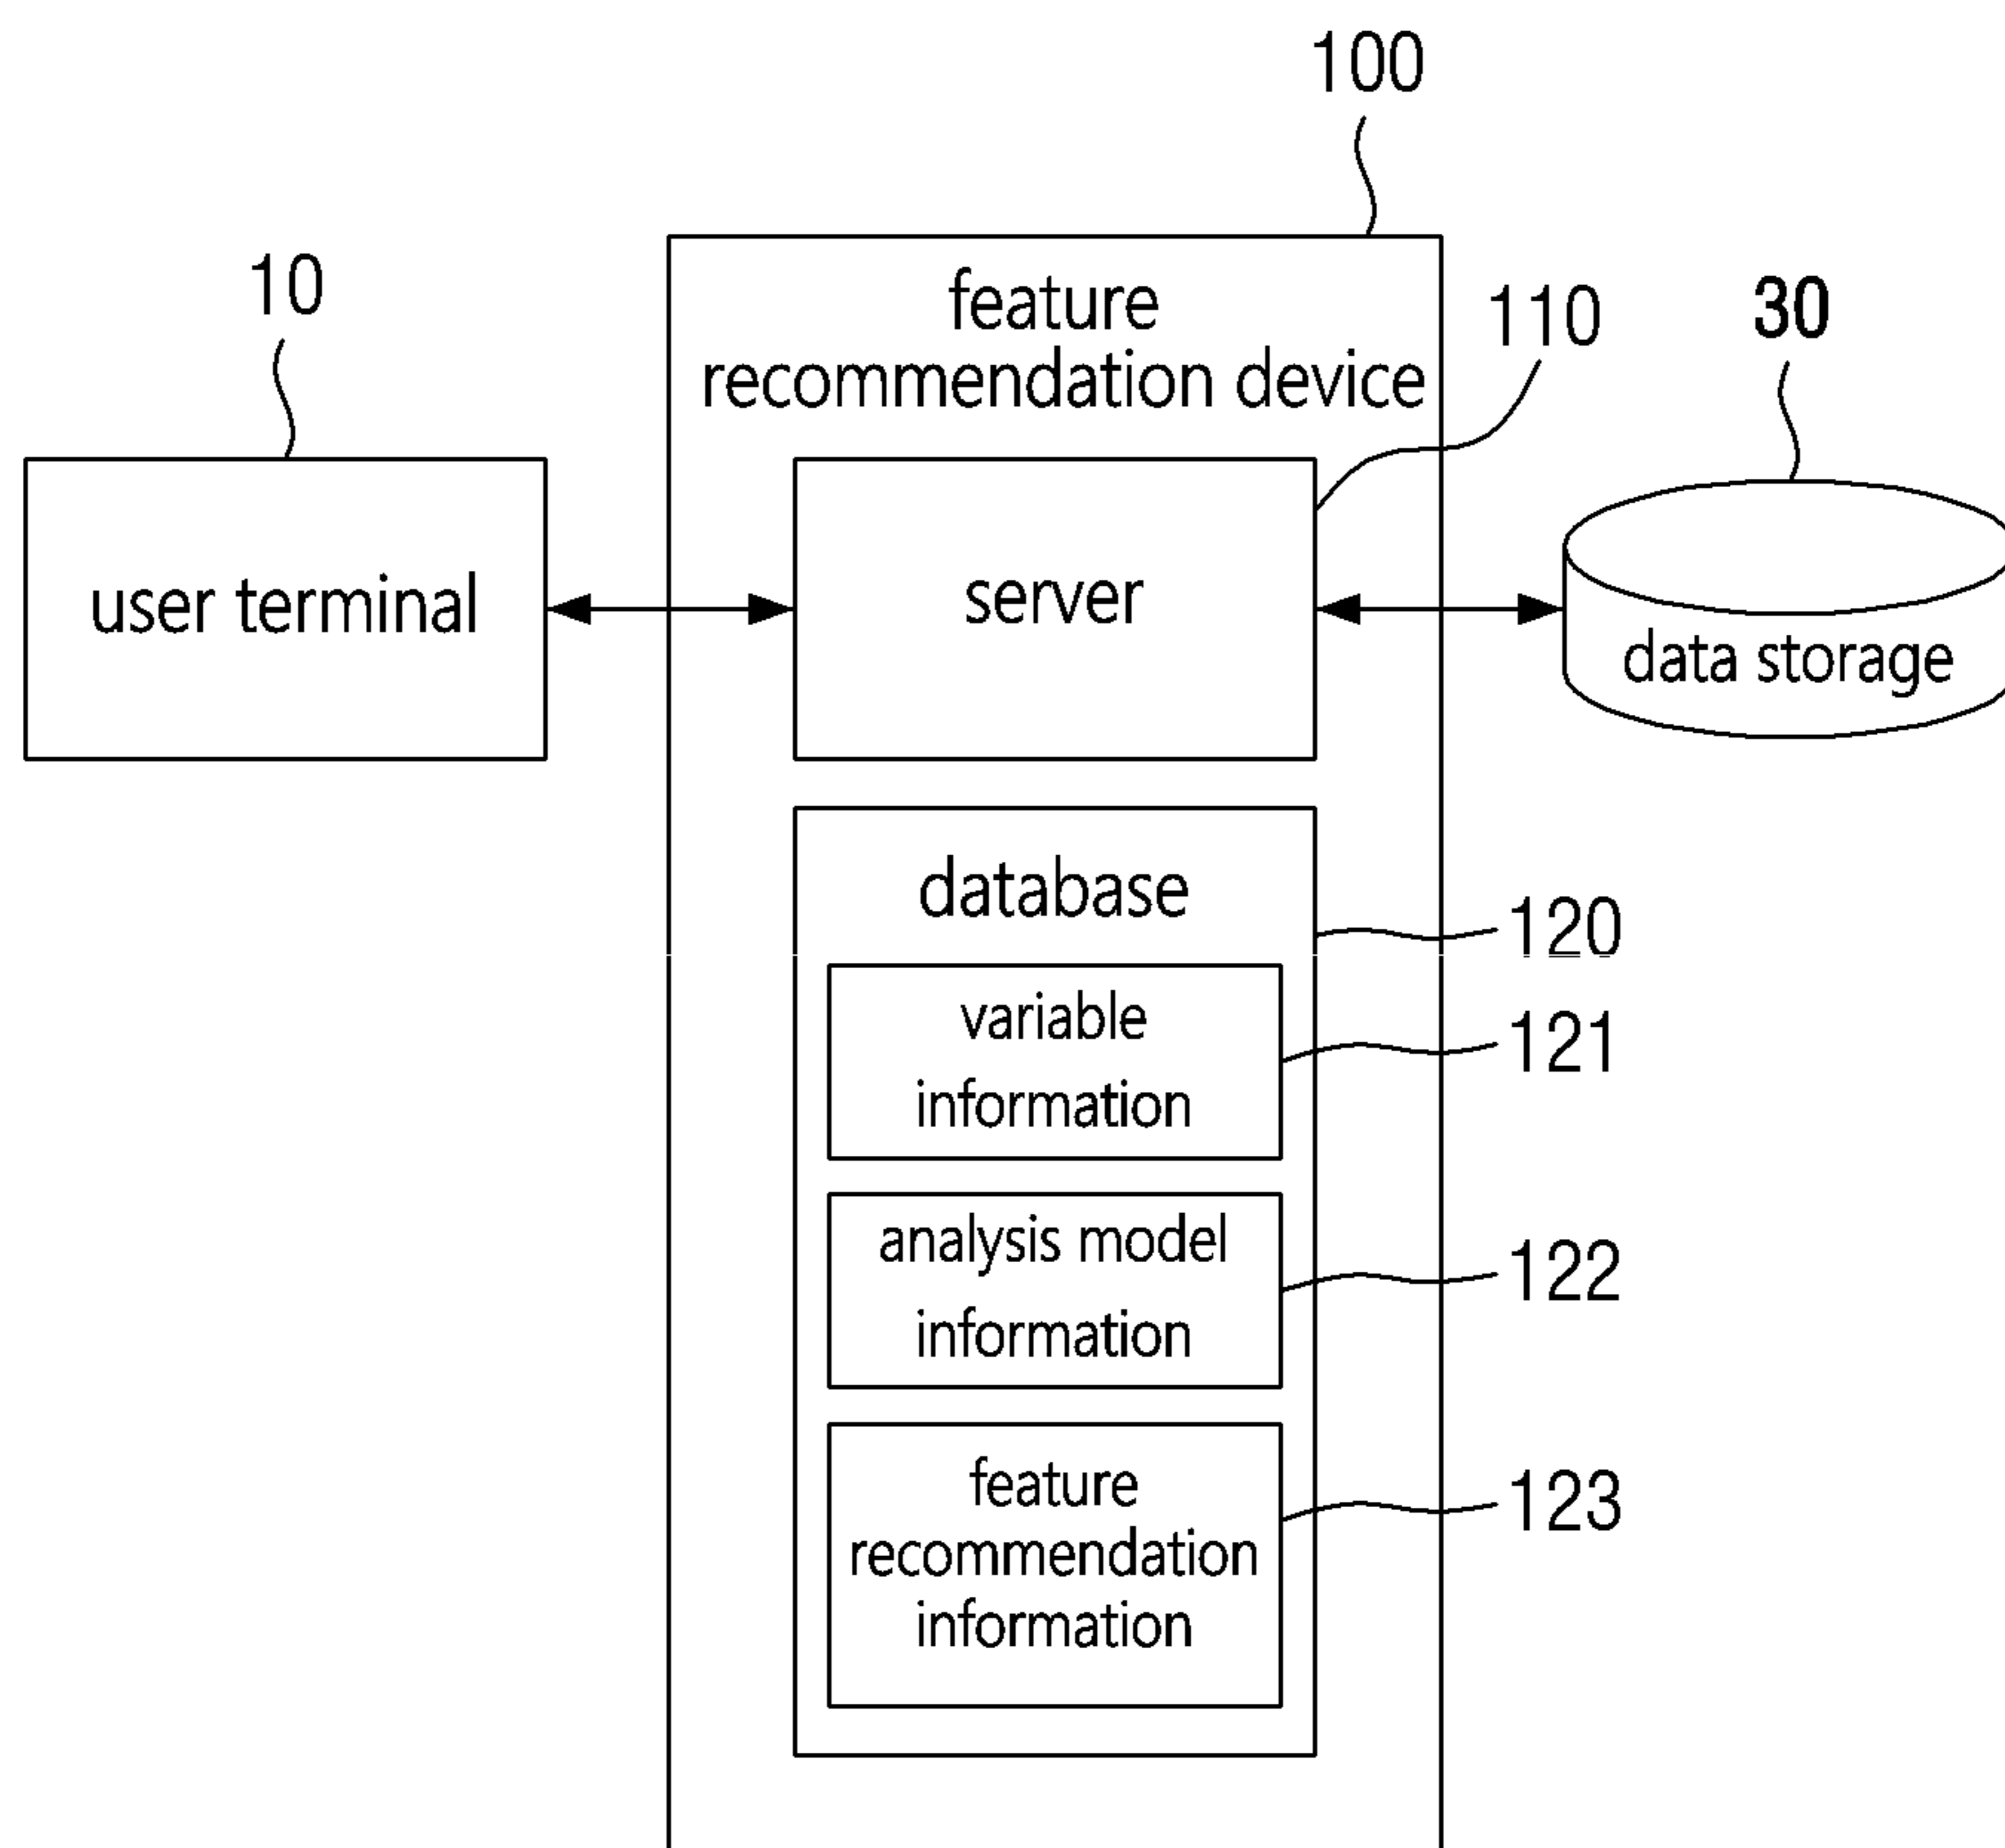 100
10
feature
recommendation device
110
30
user terminal
server
data storage
database
120
variable
information
121
analysis model
information
122
feature
recommendation
information
123